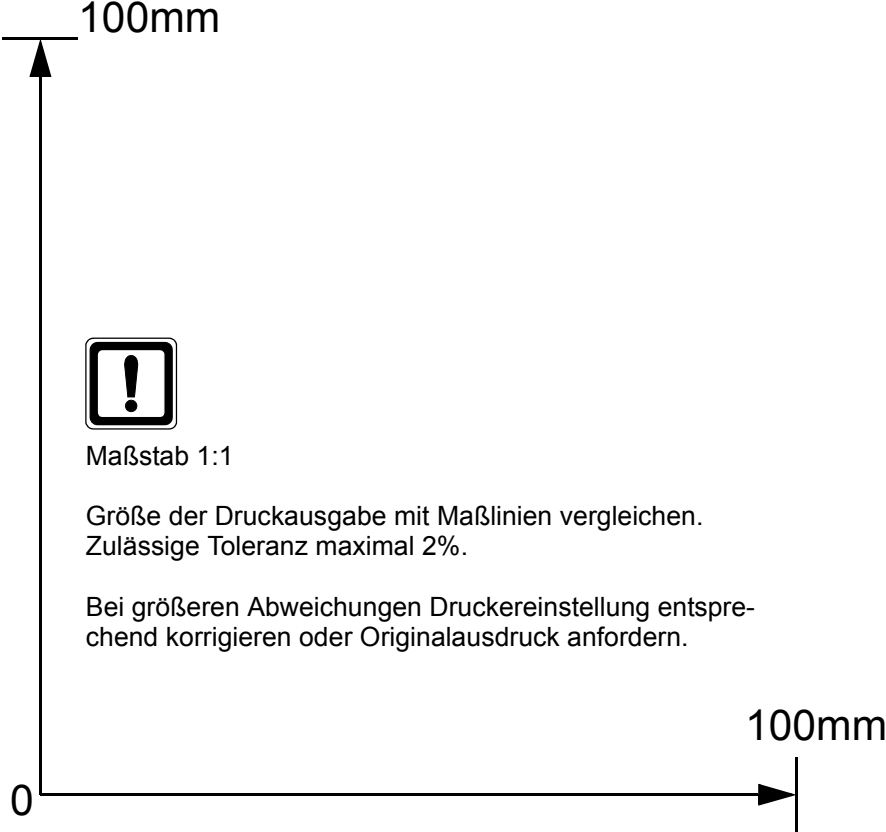 100mm
!
Maßstab 1:1
Größe der Druckausgabe mit Maßlinien vergleichen.
Zulässige Toleranz maximal 2%.
Bei größeren Abweichungen Druckereinstellung entspre-
chend korrigieren oder Originalausdruck anfordern.
100mm
0